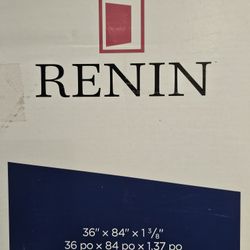 RENIN
36" x 84" x 1 3/8"
36 po x 84 po x 1.37 po